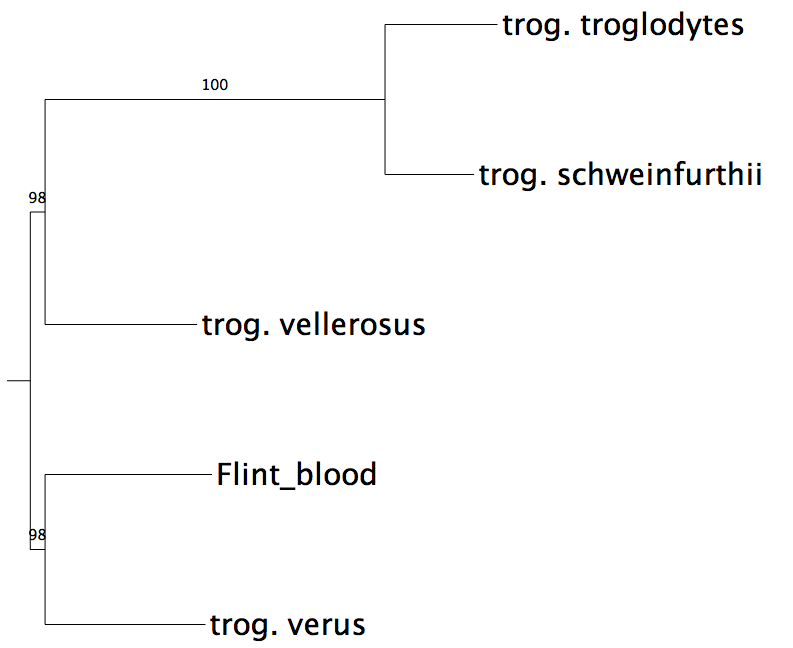 trog. troglodytes
100
trog. schweinfurthii
98
trog. vellerosus
Flint_blood
98
trog. verus